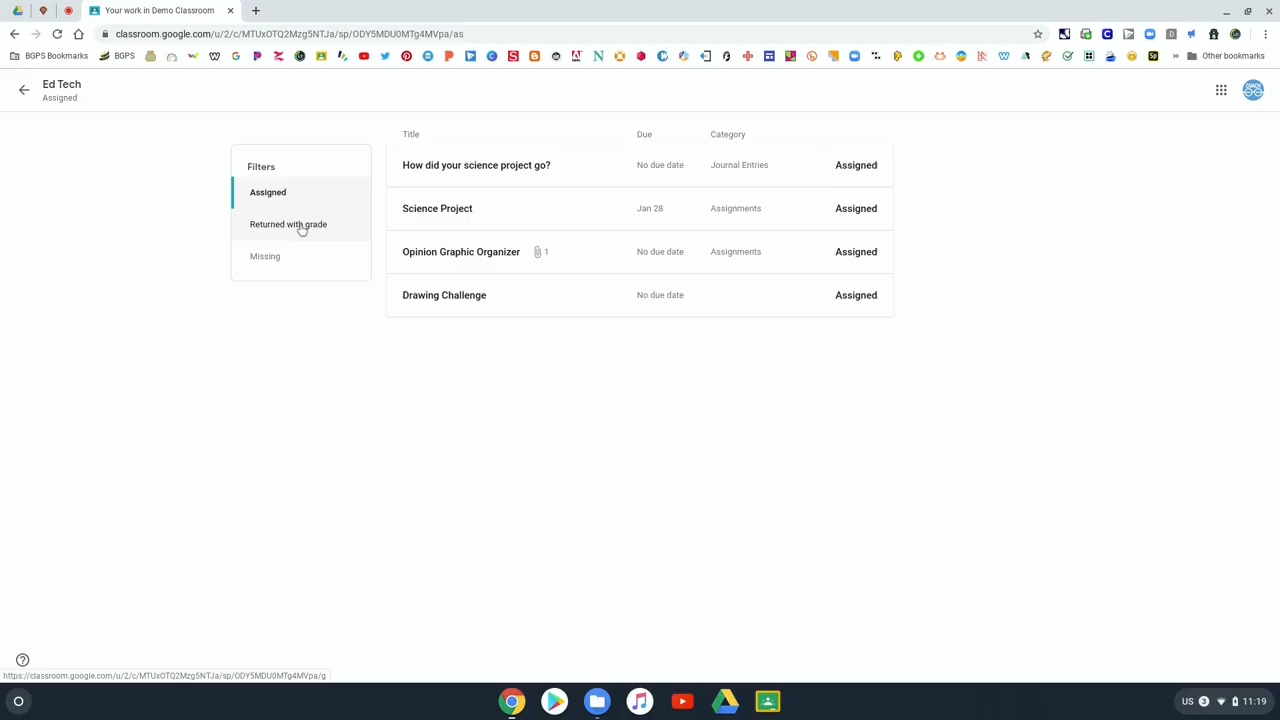 Your work in Demo Classroom
classroom.google.com/u/2/c/MTUxOTQ2Mzg5NTJa/sp/ODY5MDU0MTg4MVpa/as
BGPS Bookmarks
BGPS
Other bookmarks
Ed Tech
Assigned
Title
Due
Category
How did your science project go?
No due date
Journal Entries
Assigned
Science Project
Jan 28
Assignments
Assigned
Opinion Graphic Organizer
1
No due date
Assignments
Assigned
Drawing Challenge
No due date
Assigned
Filters
Assigned
Returned with grade
Missing
https://classroom.google.com/u/2/c/MTUxOTQ2Mzg5NTJa/sp/ODY5MDU0MTg4MVpa/g
US
3
11:19